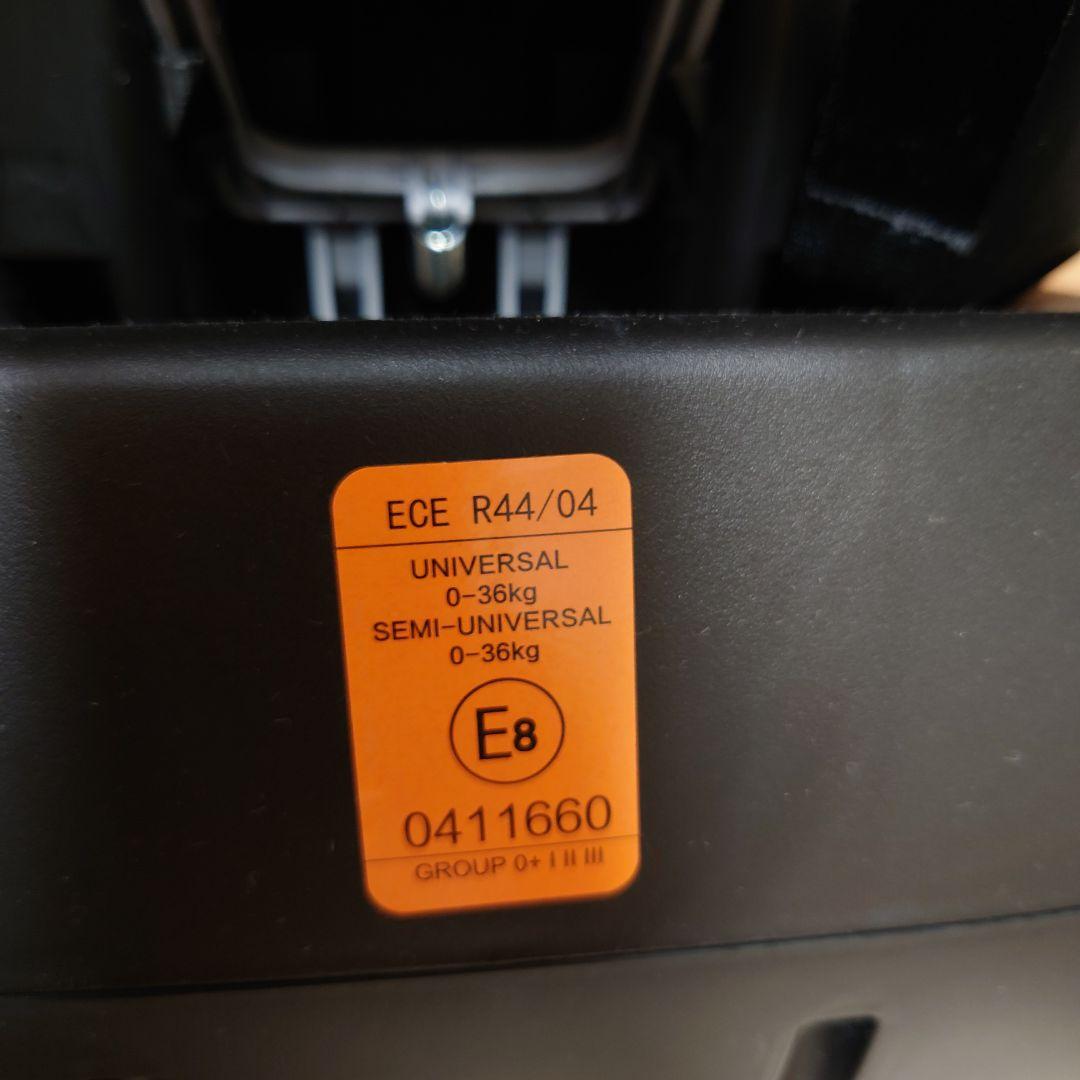 ECE R44/04
UNIVERSAL
0-36kg
SEMI-UNIVERSAL
0-36kg
E8
0411660
GROUP 0+ I II III